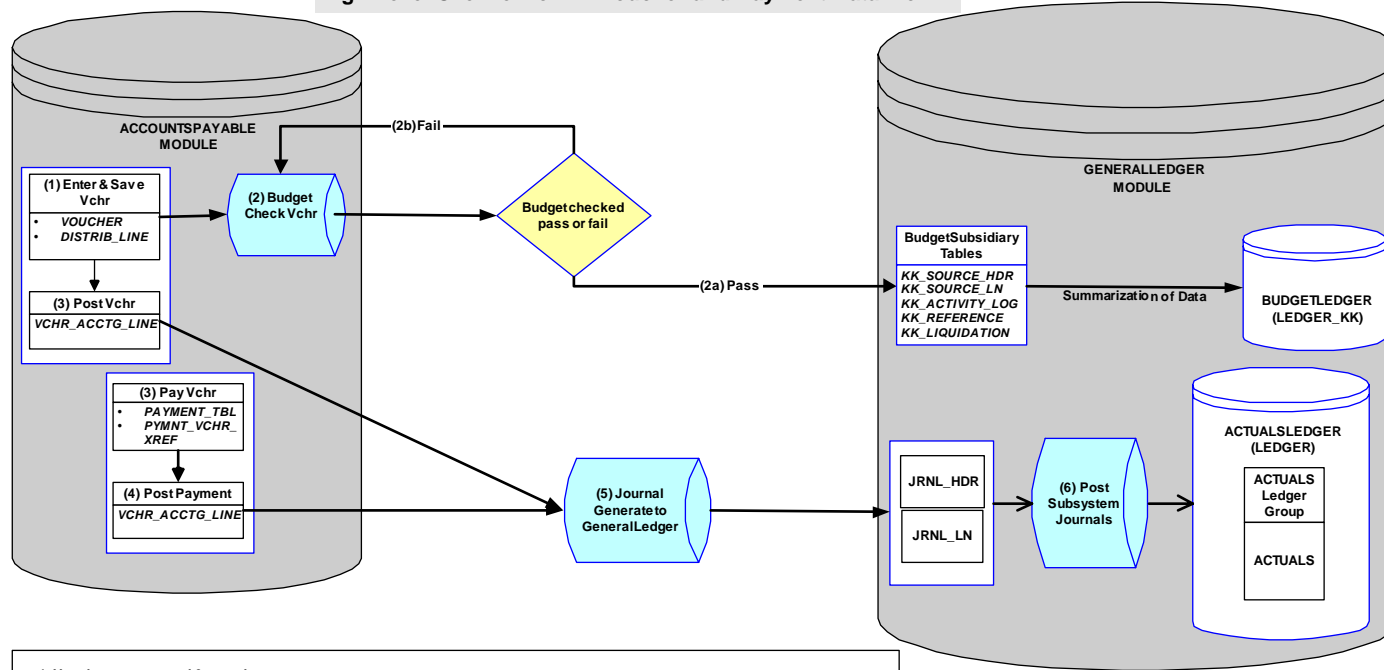 ACCOUNTSPAYABLE
MODULE
(1) Enter & Save
Vchr
• VOUCHER
• DISTRIB_LINE
(3) Post Vchr
VCHR_ACCTG_LINE
(2) Budget
Check Vchr
(2b) Fail
Budgetchecked
pass or fail
(2a) Pass
(3) Pay Vchr
• PAYMENT_TBL
• PYMNT_VCHR_
XREF
(4) Post Payment
VCHR_ACCTG_LINE
(5) Journal
Generate to
GeneralLedger
GENERALLEDGER
MODULE
BudgetSubsidiary
Tables
KK_SOURCE_HDR
KK_SOURCE_LN
KK_ACTIVITY_LOG
KK_REFERENCE
KK_LIQUIDATION
Summarization of Data
BUDGETLEDGER
(LEDGER_KK)
JRNL_HDR
JRNL_LN
(6) Post
Subsystem
Journals
ACTUALSLEDGER
(LEDGER)
ACTUALS
Ledger
Group
ACTUALS